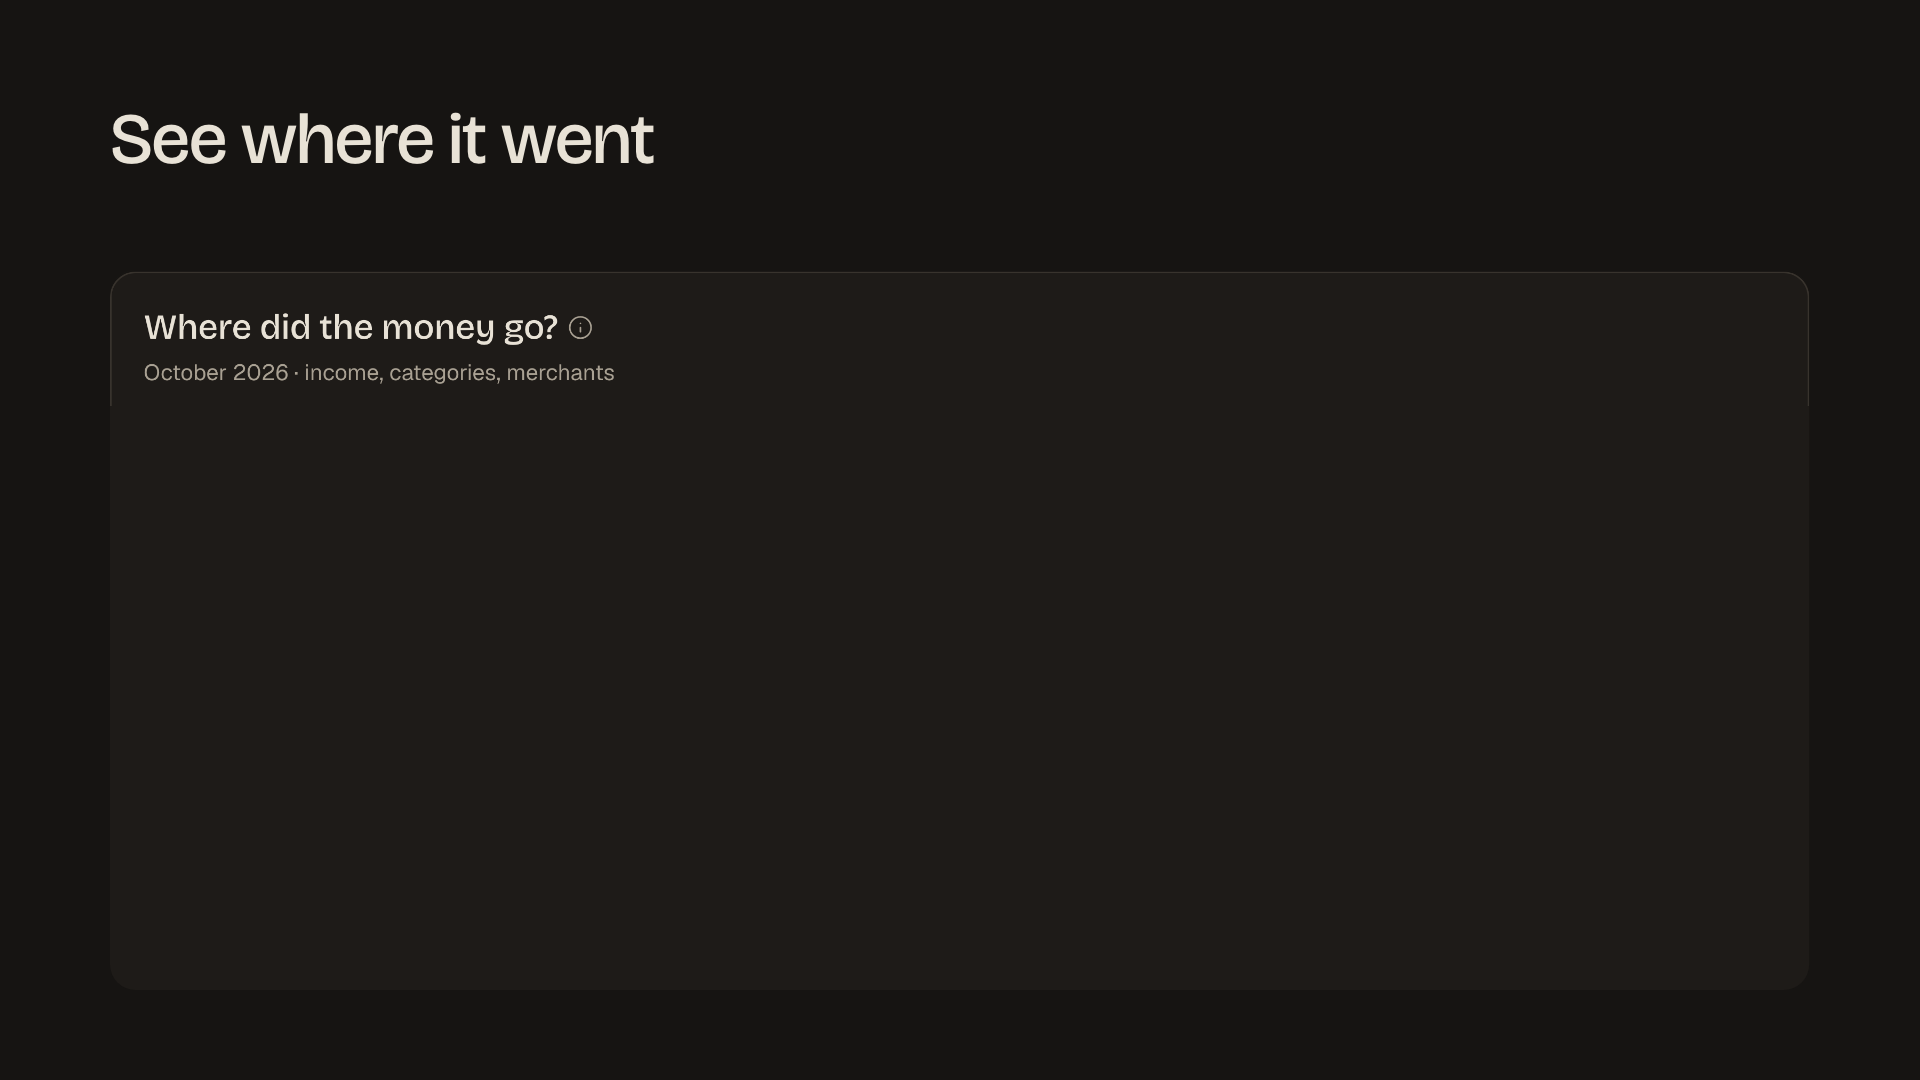 See where it went
Where did the money go?
October 2026 · income, categories, merchants